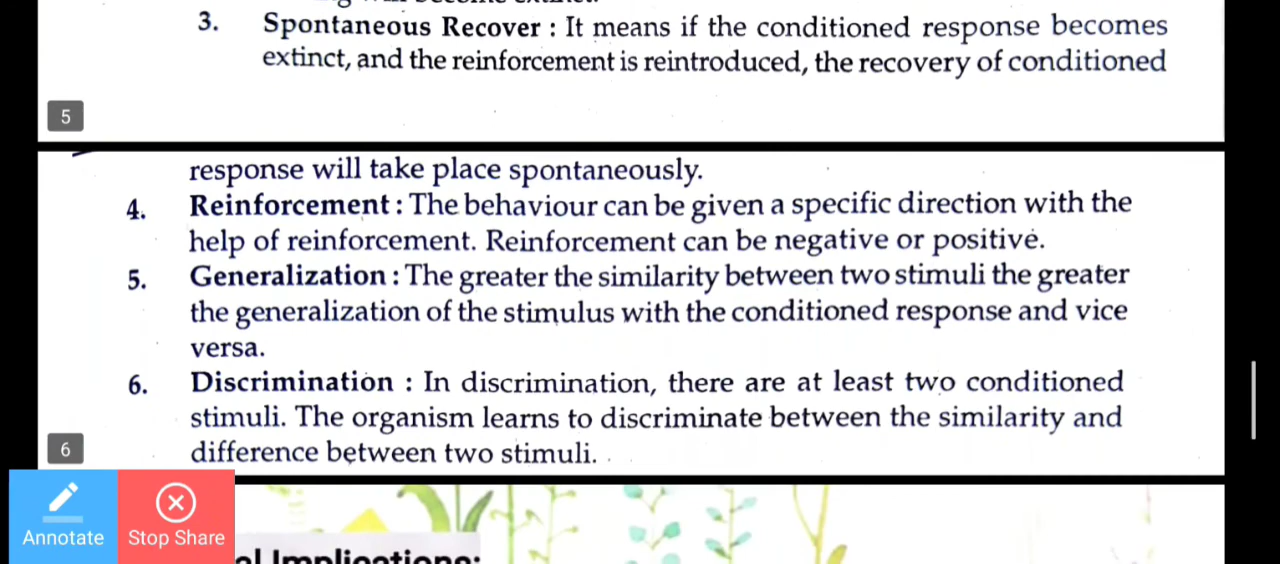 3. Spontaneous Recover : It means if the conditioned response becomes
extinct, and the reinforcement is reintroduced, the recovery of conditioned
5
response will take place spontaneously.
4. Reinforcement : The behaviour can be given a specific direction with the
help of reinforcement. Reinforcement can be negative or positive.
5. Generalization : The greater the similarity between two stimuli the greater
the generalization of the stimulus with the conditioned response and vice
versa.
6. Discrimination : In discrimination, there are at least two conditioned
stimuli. The organism learns to discriminate between the similarity and
6
difference between two stimuli.
Annotate Stop Share
Implications: